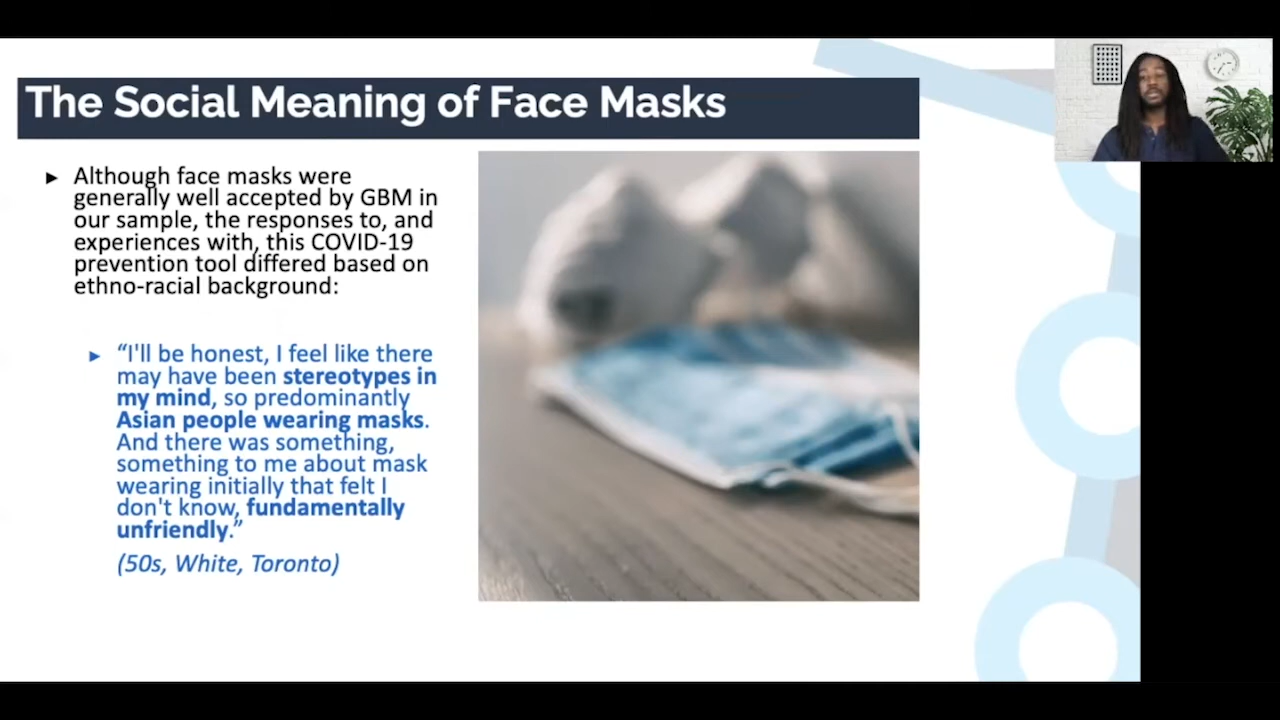 The Social Meaning of Face Masks
► Although face masks were
generally well accepted by GBM in
our sample, the responses to, and
experiences with, this COVID-19
prevention tool differed based on
ethno-racial background:
► “I'll be honest, I feel like there
may have been stereotypes in
my mind, so predominantly
Asian people wearing masks.
And there was something,
something to me about mask
wearing initially that felt I
don't know, fundamentally
unfriendly.”
(50s, White, Toronto)